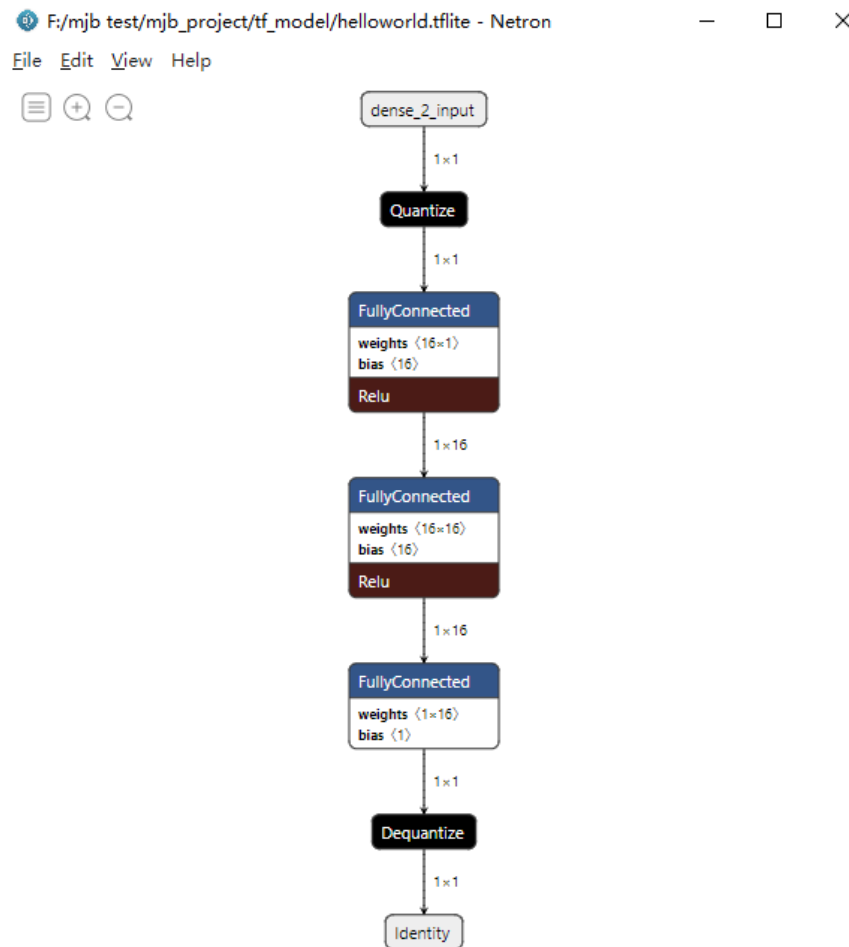 F:/mjb test/mjb_project/tf_model/helloworld.tflite - Netron
File Edit View Help
dense_2_input
1×1
Quantize
1×1
FullyConnected
weights 〈16×1〉
bias 〈16〉
Relu
1×16
FullyConnected
weights 〈16×16〉
bias 〈16〉
Relu
1×16
FullyConnected
weights 〈1×16〉
bias 〈1〉
1×1
Dequantize
1×1
Identity